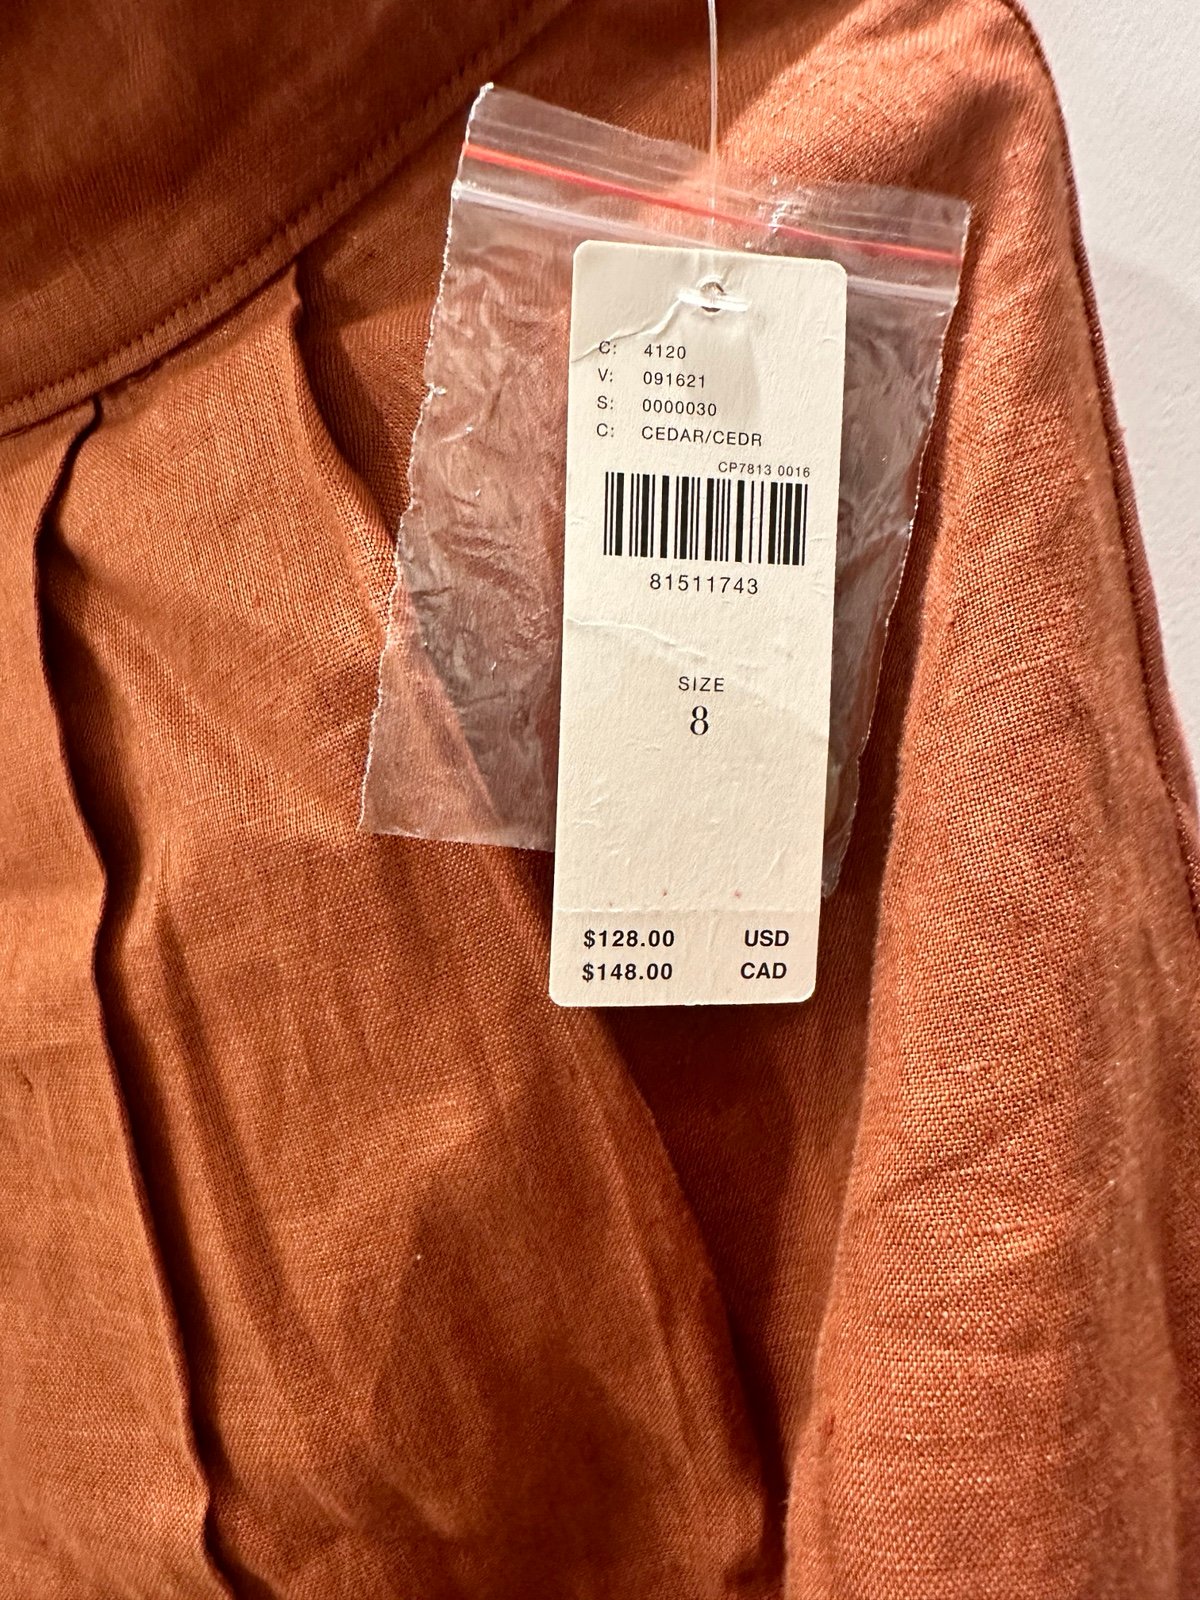 C: 4120
V: 091621
S: 0000030
C: CEDAR/CEDR
CP7813 0016
81511743
SIZE
8
$128.00 USD
$148.00 CAD